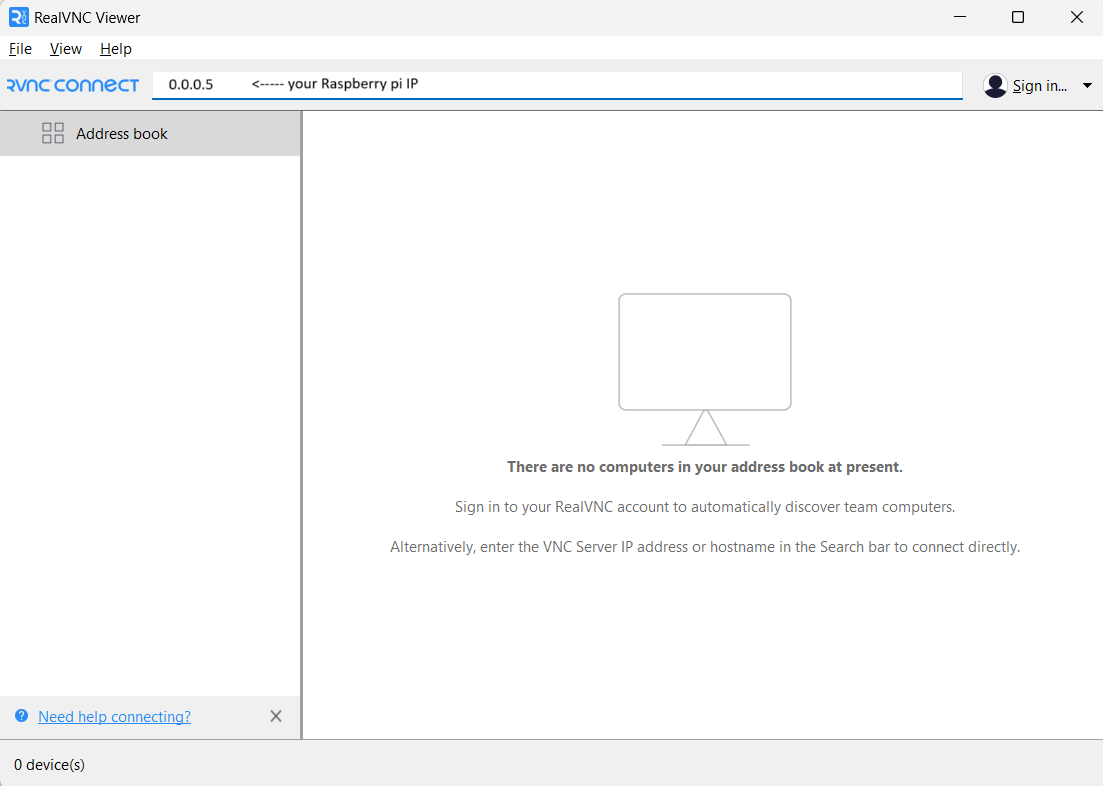 RealVNC Viewer
File View Help
RVNC CONNECT 0.0.0.5 <----- your Raspberry pi IP Sign in...
Address book
There are no computers in your address book at present.
Sign in to your RealVNC account to automatically discover team computers.
Alternatively, enter the VNC Server IP address or hostname in the Search bar to connect directly.
? Need help connecting?
0 device(s)